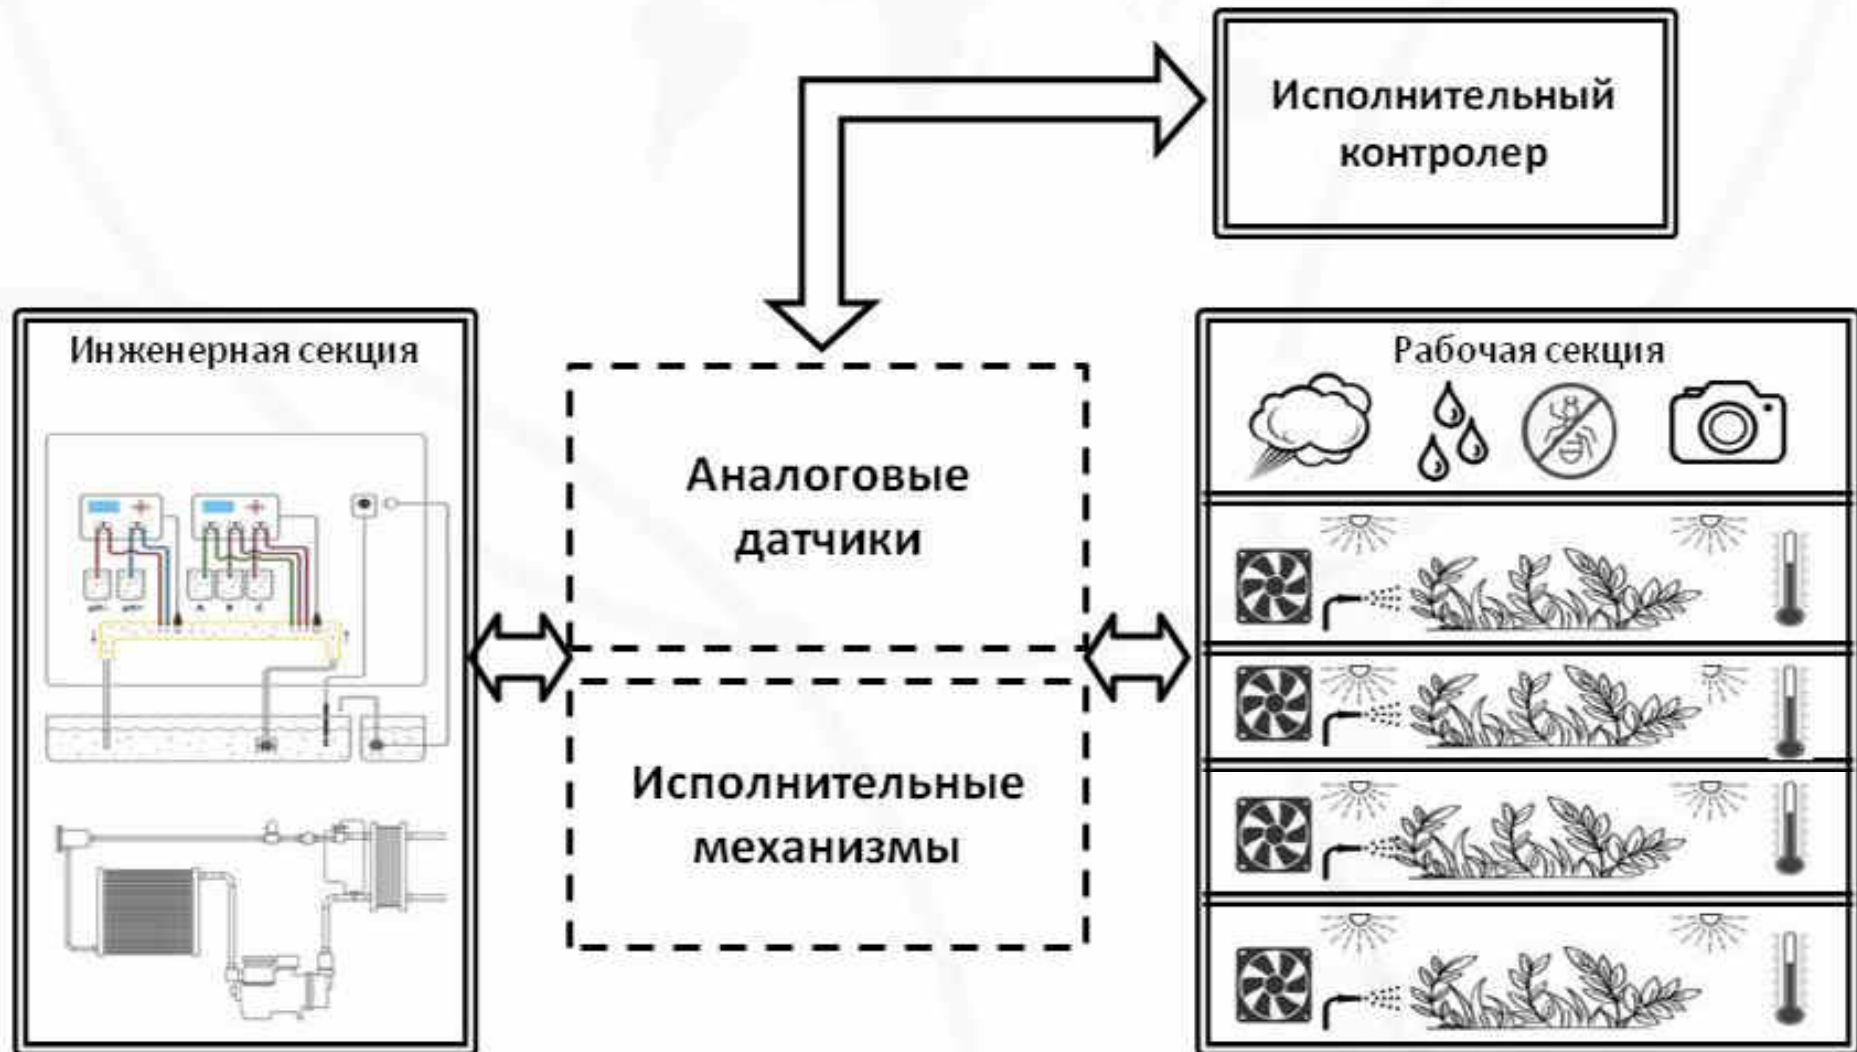 Исполнительный
контролер
Инженерная секция
Рабочая секция
Аналоговые
датчики
A B C
Исполнительные
механизмы